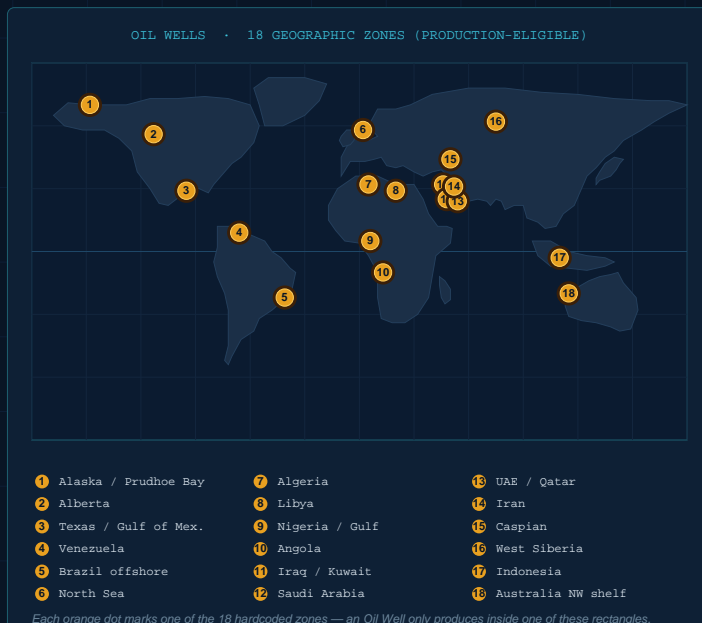 OIL WELLS · 18 GEOGRAPHIC ZONES (PRODUCTION-ELIGIBLE)
1
16
6
2
15
7
8
14
3
13
4
9
17
10
18
5
1 Alaska / Prudhoe Bay
2 Alberta
3 Texas / Gulf of Mex.
4 Venezuela
5 Brazil offshore
6 North Sea
7 Algeria
8 Libya
9 Nigeria / Gulf
10 Angola
11 Iraq / Kuwait
12 Saudi Arabia
13 UAE / Qatar
14 Iran
15 Caspian
16 West Siberia
17 Indonesia
18 Australia NW shelf
Each orange dot marks one of the 18 hardcoded zones — an Oil Well only produces inside one of these rectangles.